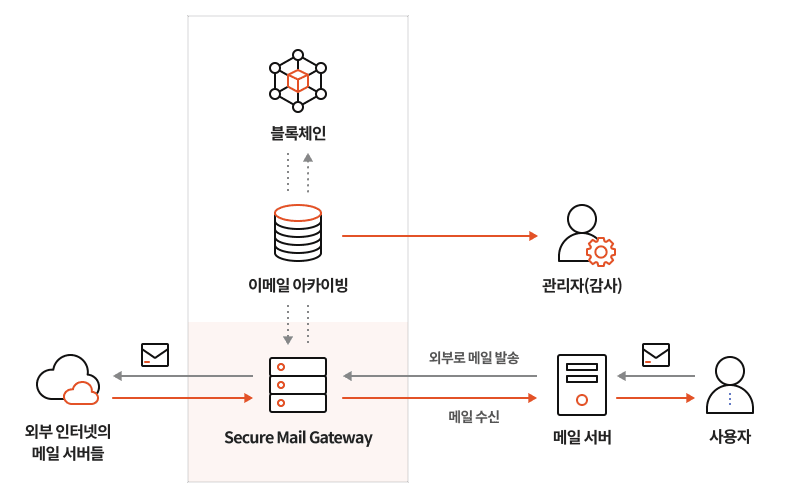 블록체인
이메일 아카이빙
관리자(감사)
외부로 메일 발송
메일 수신
외부 인터넷의
메일 서버들
Secure Mail Gateway
메일 서버
사용자